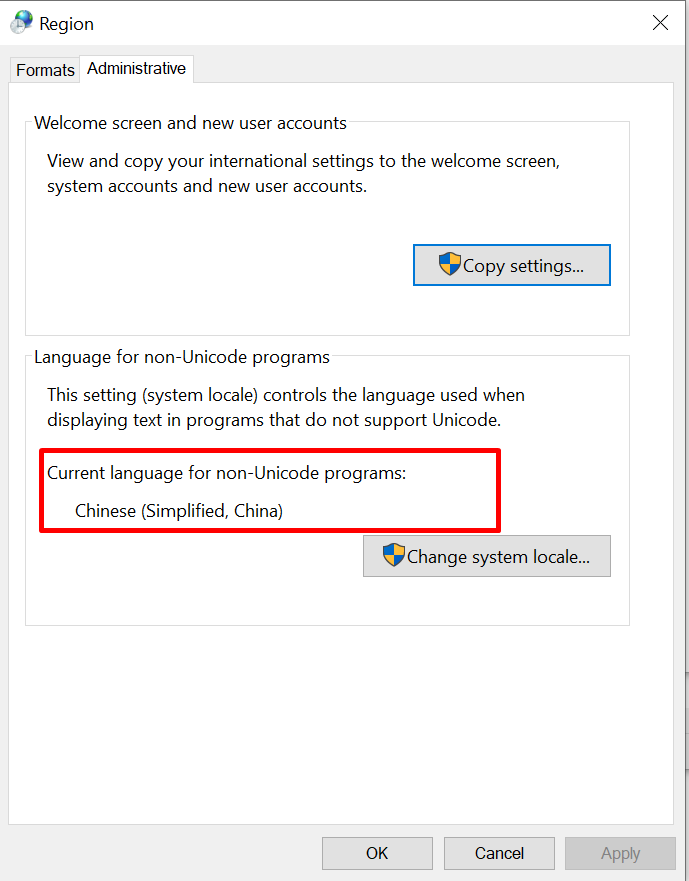 Region
Formats
Administrative
Welcome screen and new user accounts
View and copy your international settings to the welcome screen,
system accounts and new user accounts.
Copy settings...
Language for non-Unicode programs
This setting (system locale) controls the language used when
displaying text in programs that do not support Unicode.
Current language for non-Unicode programs:
Chinese (Simplified, China)
Change system locale...
OK
Cancel
Apply